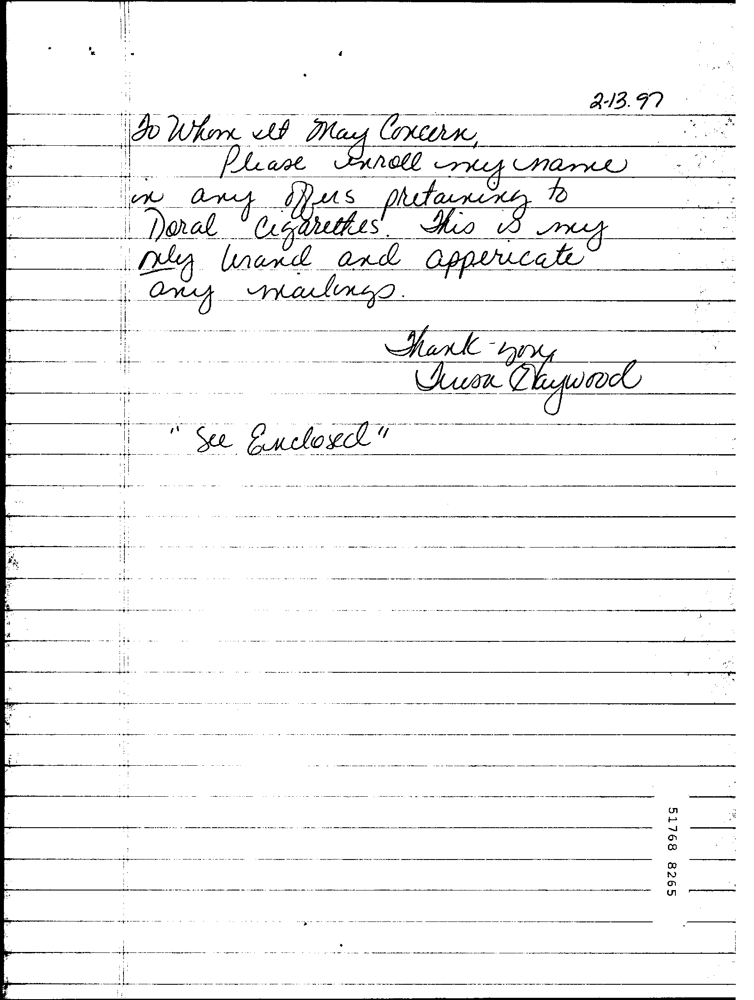 2-13.97
To Whom it May Concern,
Please enroll my name
in any offers pretaining to
Doral Cigarettes. This is my
only brand and appericate
any mailings.
Thank-you,
Teresa Haywood
"See Enclosed"
51768 8265